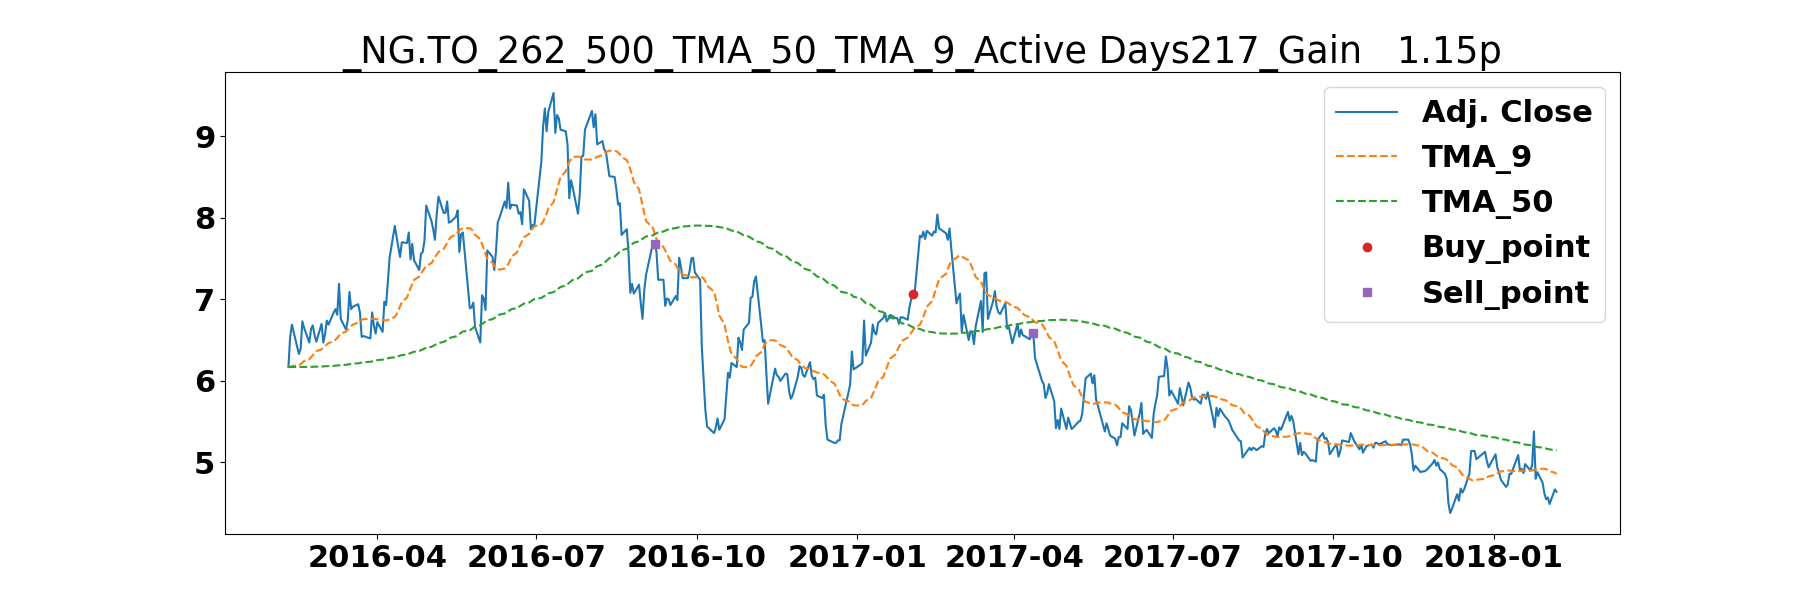 _NG.TO_262_500_TMA_50_TMA_9_Active Days217_Gain   1.15p
9
8
7
6
5
Adj. Close
TMA_9
TMA_50
Buy_point
Sell_point
2016-04 2016-07 2016-10 2017-01 2017-04 2017-07 2017-10 2018-01